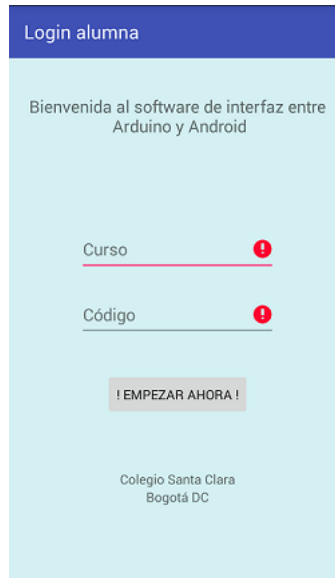 Login alumna
Bienvenida al software de interfaz entre
Arduino y Android
Curso
Código
! EMPEZAR AHORA !
Colegio Santa Clara
Bogotá DC